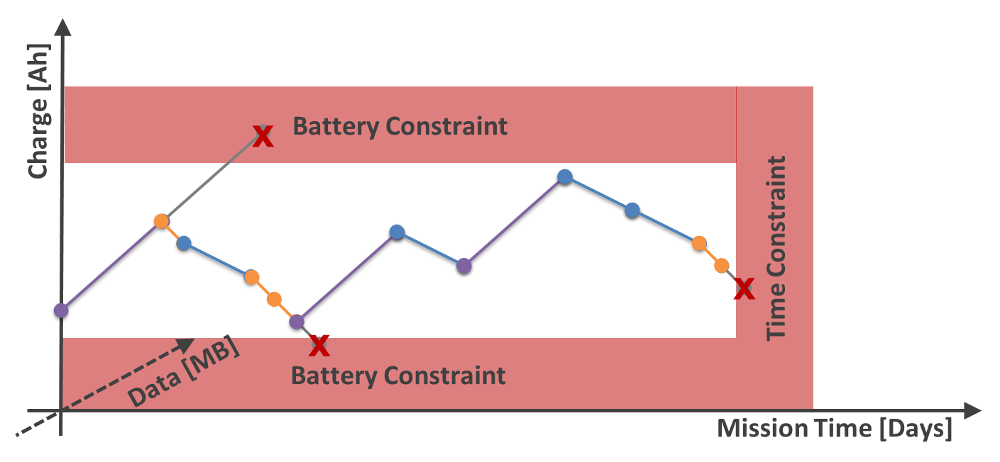 Charge [Ah]
Battery Constraint
X
Time Constraint
X
X
Data [MB]
Battery Constraint
Mission Time [Days]